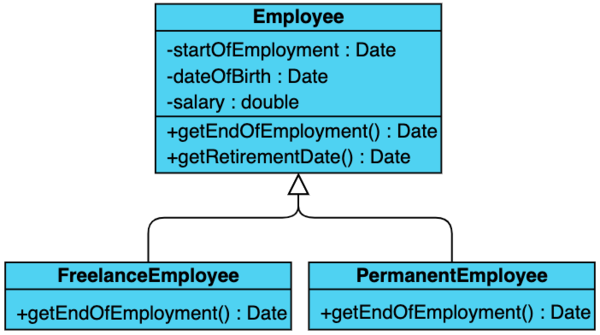 Employee
-startOfEmployment : Date
-dateOfBirth : Date
-salary : double
+getEndOfEmployment() : Date
+getRetirementDate() : Date
FreelanceEmployee
+getEndOfEmployment() : Date
PermanentEmployee
+getEndOfEmployment() : Date